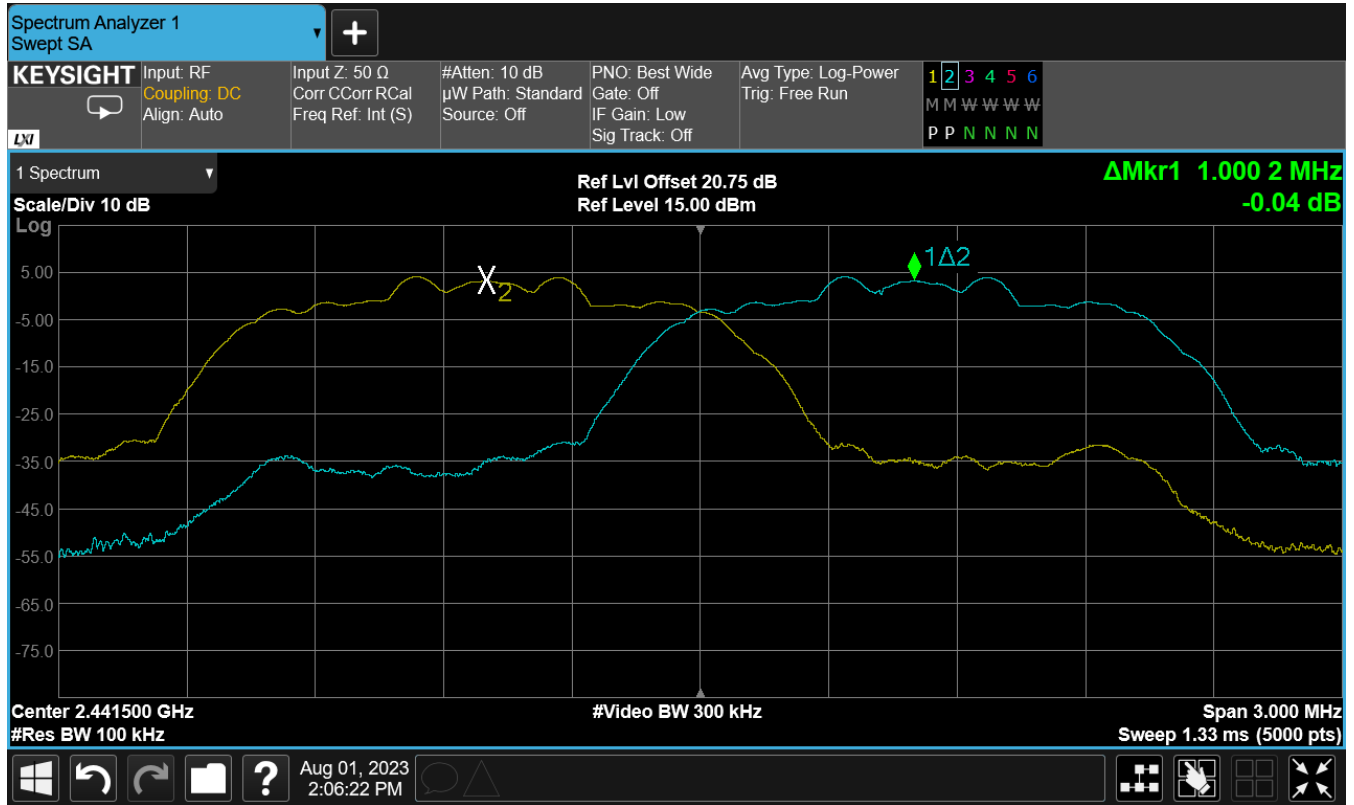 Spectrum Analyzer 1
Swept SA
+
KEYSIGHT
LXI
Input: RF
Coupling: DC
Align: Auto
Input Z: 50 Ω
Corr CCorr RCal
Freq Ref: Int (S)
#Atten: 10 dB
µW Path: Standard
Source: Off
PNO: Best Wide
Gate: Off
IF Gain: Low
Sig Track: Off
Avg Type: Log-Power
Trig: Free Run
1 2 3 4 5 6
M M W W W W
P P N N N N
1 Spectrum
Scale/Div 10 dB
Log
Ref Lvl Offset 20.75 dB
Ref Level 15.00 dBm
ΔMkr1 1.000 2 MHz
-0.04 dB
5.00
-5.00
-15.0
-25.0
-35.0
-45.0
-55.0
-65.0
-75.0
X2
1Δ2
Center 2.441500 GHz
#Res BW 100 kHz
#Video BW 300 kHz
Span 3.000 MHz
Sweep 1.33 ms (5000 pts)
?
Aug 01, 2023
2:06:22 PM